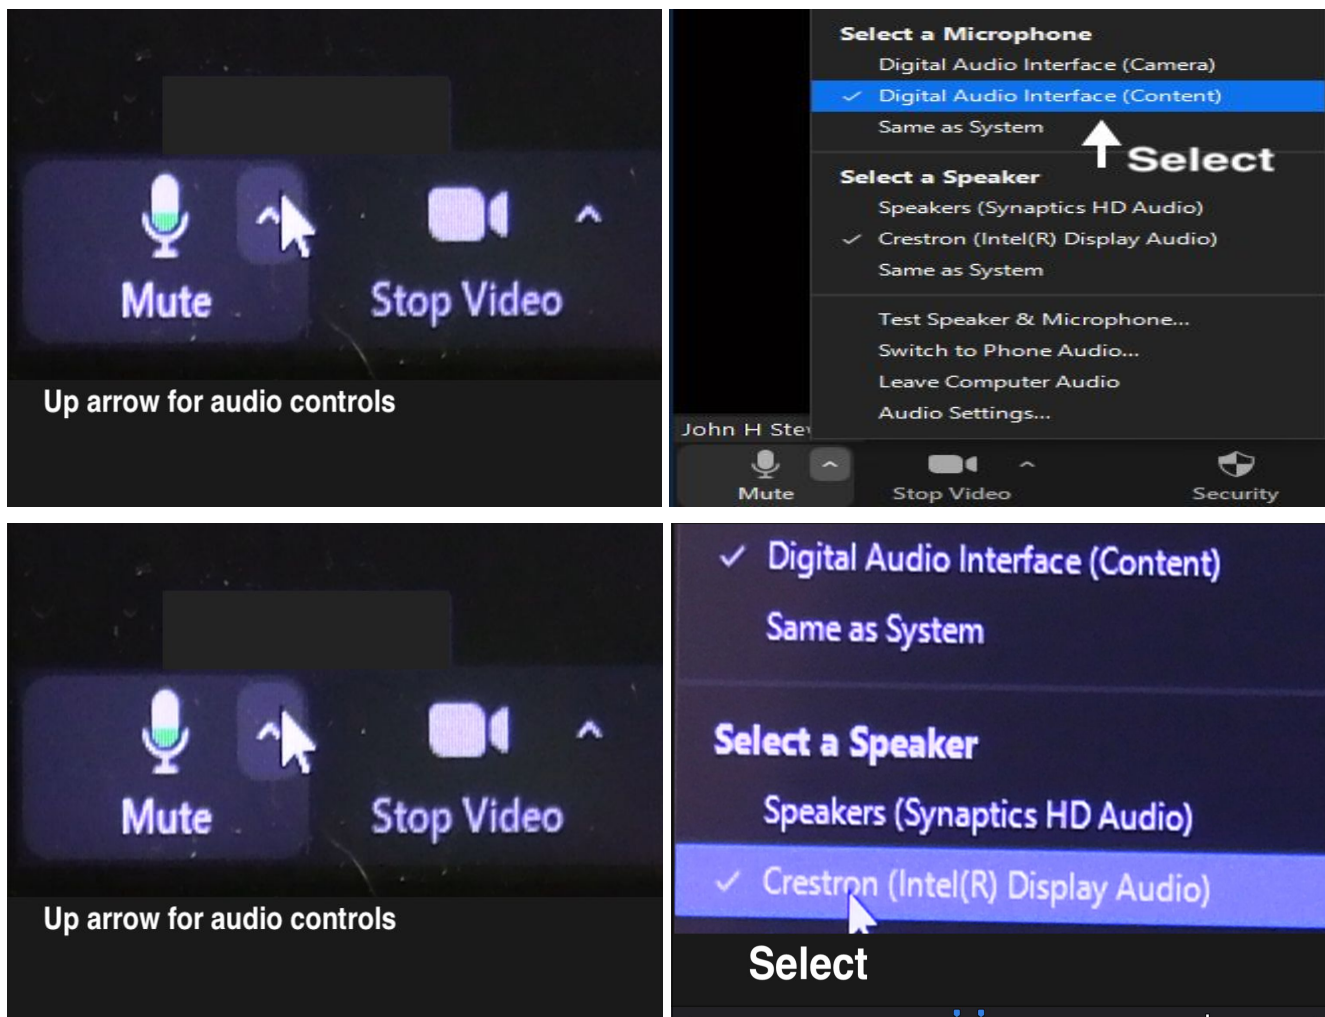 Mute
Stop Video
Up arrow for audio controls
Select a Microphone
Digital Audio Interface (Camera)
Digital Audio Interface (Content)
Same as System
Select
Select a Speaker
Speakers (Synaptics HD Audio)
Crestron (Intel(R) Display Audio)
Same as System
Test Speaker & Microphone...
Switch to Phone Audio...
Leave Computer Audio
Audio Settings...
John H Stev
Mute
Stop Video
Security
Mute
Stop Video
Up arrow for audio controls
Digital Audio Interface (Content)
Same as System
Select a Speaker
Speakers (Synaptics HD Audio)
Crestron (Intel(R) Display Audio)
Select